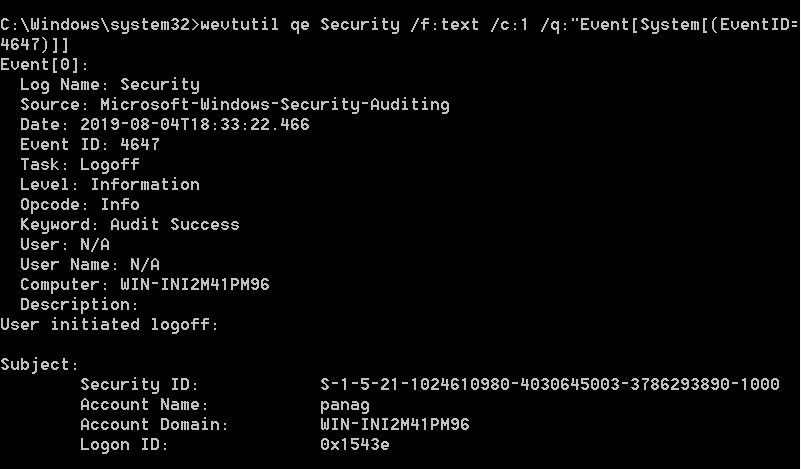 C:\Windows\system32>wevtutil qe Security /f:text /c:1 /q:"Event[System[(EventID=
4647)]]
Event[0]:
  Log Name: Security
  Source: Microsoft-Windows-Security-Auditing
  Date: 2019-08-04T18:33:22.466
  Event ID: 4647
  Task: Logoff
  Level: Information
  Opcode: Info
  Keyword: Audit Success
  User: N/A
  User Name: N/A
  Computer: WIN-INI2M41PM96
  Description:
User initiated logoff:

Subject:
        Security ID:            S-1-5-21-1024610980-4030645003-3786293890-1000
        Account Name:           panag
        Account Domain:         WIN-INI2M41PM96
        Logon ID:               0x1543e